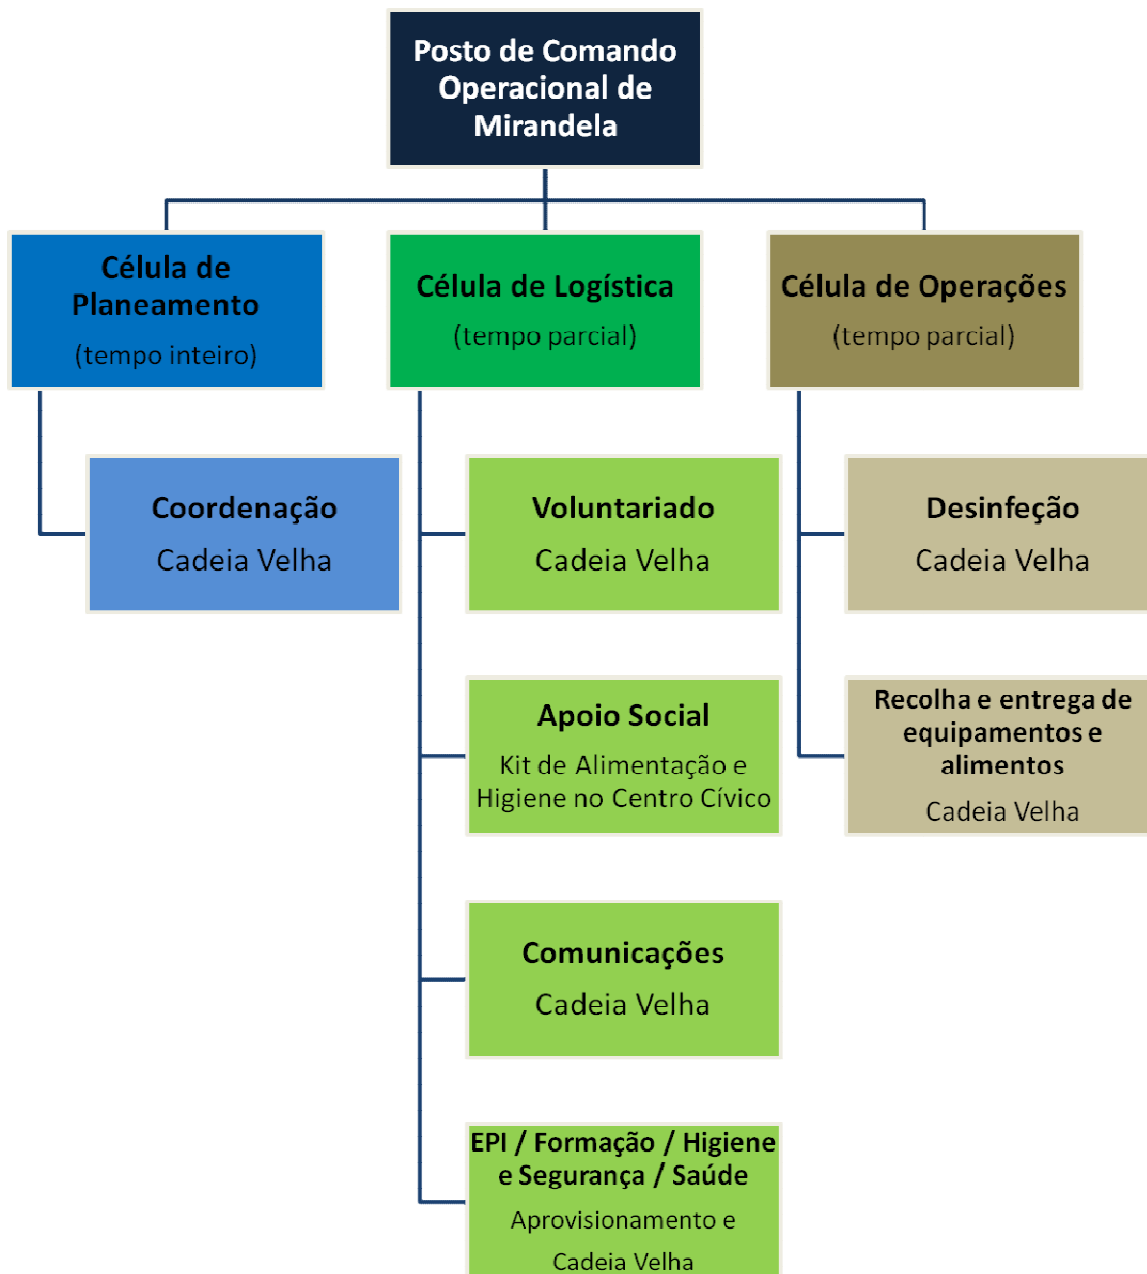 Posto de Comando
Operacional de
Mirandela
Célula de
Planeamento
(tempo inteiro)
Célula de Logística
(tempo parcial)
Célula de Operações
(tempo parcial)
Coordenação
Cadeia Velha
Voluntariado
Cadeia Velha
Desinfeção
Cadeia Velha
Apoio Social
Kit de Alimentação e
Higiene no Centro Cívico
Recolha e entrega de
equipamentos e
alimentos
Cadeia Velha
Comunicações
Cadeia Velha
EPI / Formação / Higiene
e Segurança / Saúde
Aprovisionamento e
Cadeia Velha